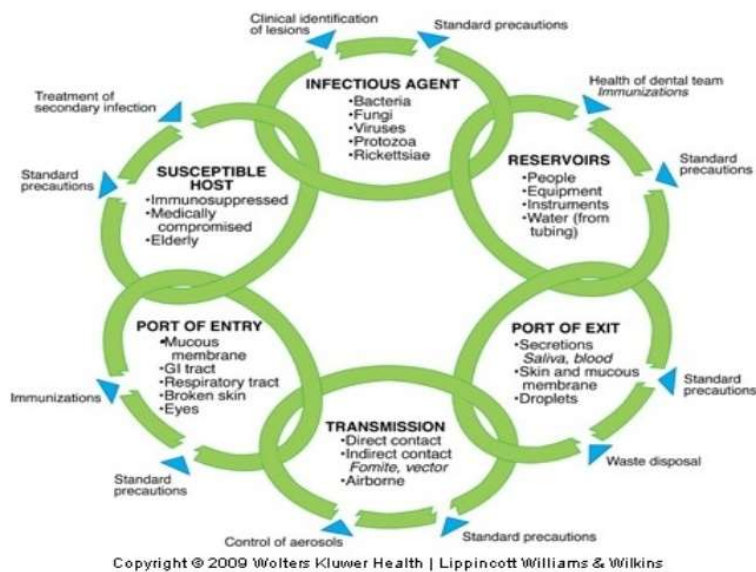 Clinical identification
of lesions
Standard
precautions
INFECTIOUS AGENT
•Bacteria
•Fungi
•Viruses
•Protozoa
•Rickettsiae
Health of dental team
Immunizations
Standard
precautions
RESERVOIRS
•People
•Equipment
•Instruments
•Water (from
tubing)
PORT OF EXIT
•Secretions
Saliva, blood
•Skin and mucous
membrane
•Droplets
Standard
precautions
Waste disposal
TRANSMISSION
•Direct contact
•Indirect contact
Fomite, vector
•Airborne
Standard precautions
Control of aerosols
PORT OF ENTRY
•Mucous
membrane
•GI tract
•Respiratory tract
•Broken skin
•Eyes
Standard
precautions
Immunizations
SUSCEPTIBLE
HOST
•Immunosuppressed
•Medically
compromised
•Elderly
Standard
precautions
Treatment of
secondary infection
Copyright © 2009 Wolters Kluwer Health | Lippincott Williams & Wilkins